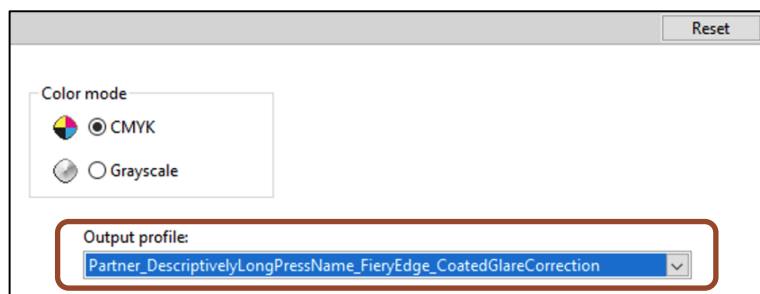 Reset
Color mode
CMYK
Grayscale
Output profile:
Partner_DescriptivelyLongPressName_FieryEdge_CoatedGlareCorrection